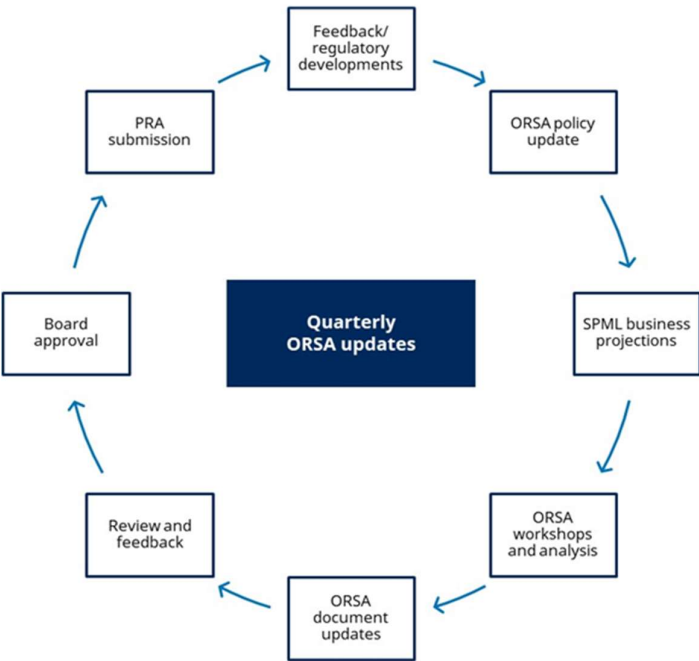 Feedback/
regulatory
developments
ORSA policy
update
SPML business
projections
ORSA
workshops
and analysis
ORSA
document
updates
Review and
feedback
Board
approval
PRA
submission
Quarterly
ORSA updates